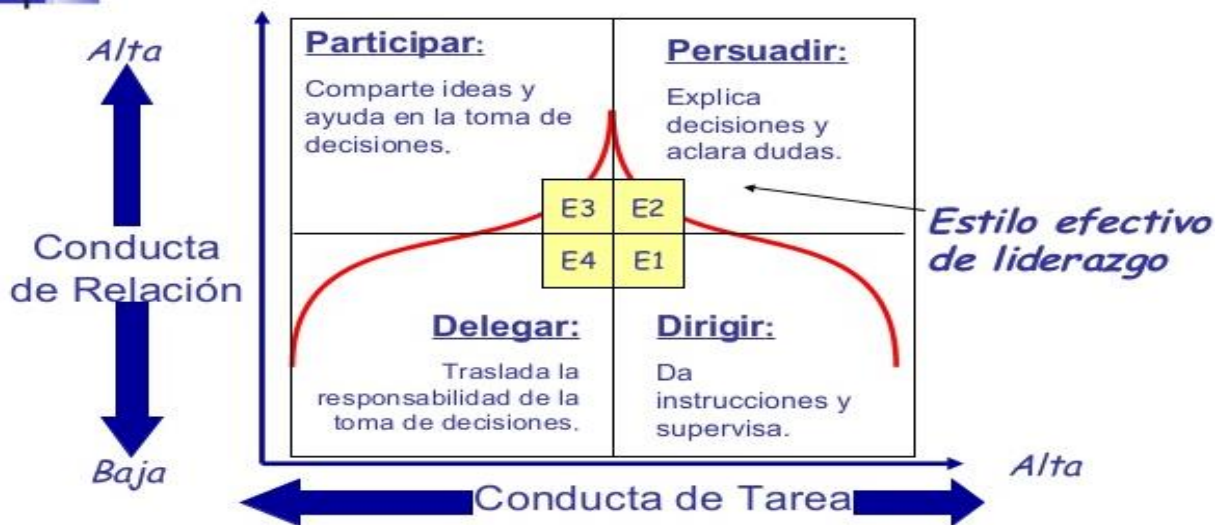 Alta
Conducta
de Relación
Baja
Participar:
Comparte ideas y
ayuda en la toma de
decisiones.
Persuadir:
Explica
decisiones y
aclara dudas.
E3 E2
E4 E1
Estilo efectivo
de liderazgo
Delegar:
Traslada la
responsabilidad de la
toma de decisiones.
Dirigir:
Da
instrucciones y
supervisa.
Conducta de Tarea
Alta